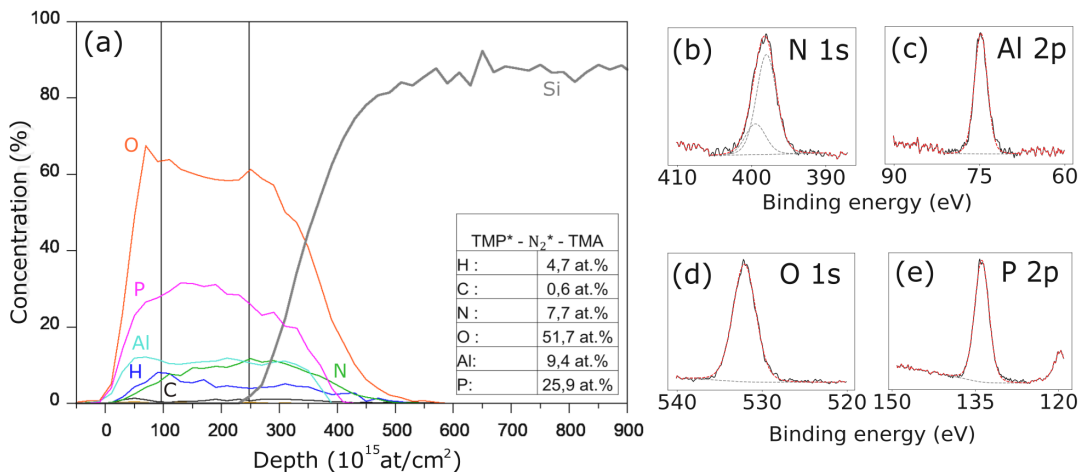 (a)
100
80
60
40
20
0
Concentration (%)
O
P
Al
H
C
N
Si
TMP* - N₂* - TMA
H : 4,7 at.%
C : 0,6 at.%
N : 7,7 at.%
O : 51,7 at.%
Al: 9,4 at.%
P: 25,9 at.%
0 100 200 300 400 500 600 700 800 900
Depth (10¹⁵at/cm²)
(b) N 1s
410 398 390
(c) Al 2p
90 75 60
Binding energy (eV)
(d) O 1s
540 530 520
(e) P 2p
150 135 120
Binding energy (eV)